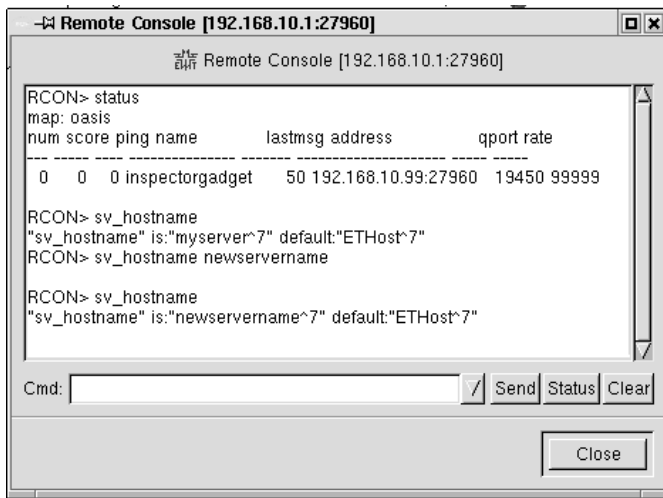 Remote Console [192.168.10.1:27960]
Remote Console [192.168.10.1:27960]
RCON> status
map: oasis
num score ping name lastmsg address qport rate
--- ----- ---- --------------- ------- --------------------- ----- -----
0 0 0 inspectorgadget 50 192.168.10.99:27960 19450 99999
RCON> sv_hostname
"sv_hostname" is:"myserver^7" default:"ETHost^7"
RCON> sv_hostname newservername
RCON> sv_hostname
"sv_hostname" is:"newservername^7" default:"ETHost^7"
Cmd: Send Status Clear
Close